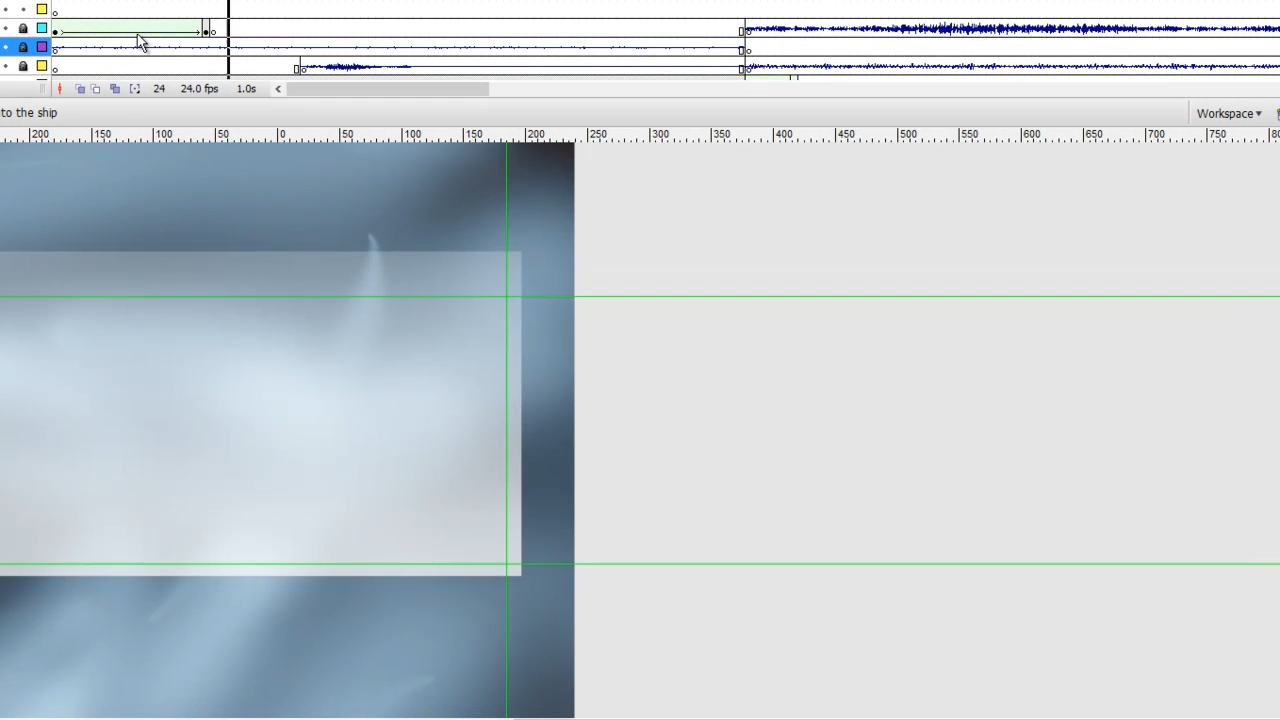 24 24.0 fps 1.0s
to the ship Workspace
200 150 100 50 0 50 100 150 200 250 300 350 400 450 500 550 600 650 700 750